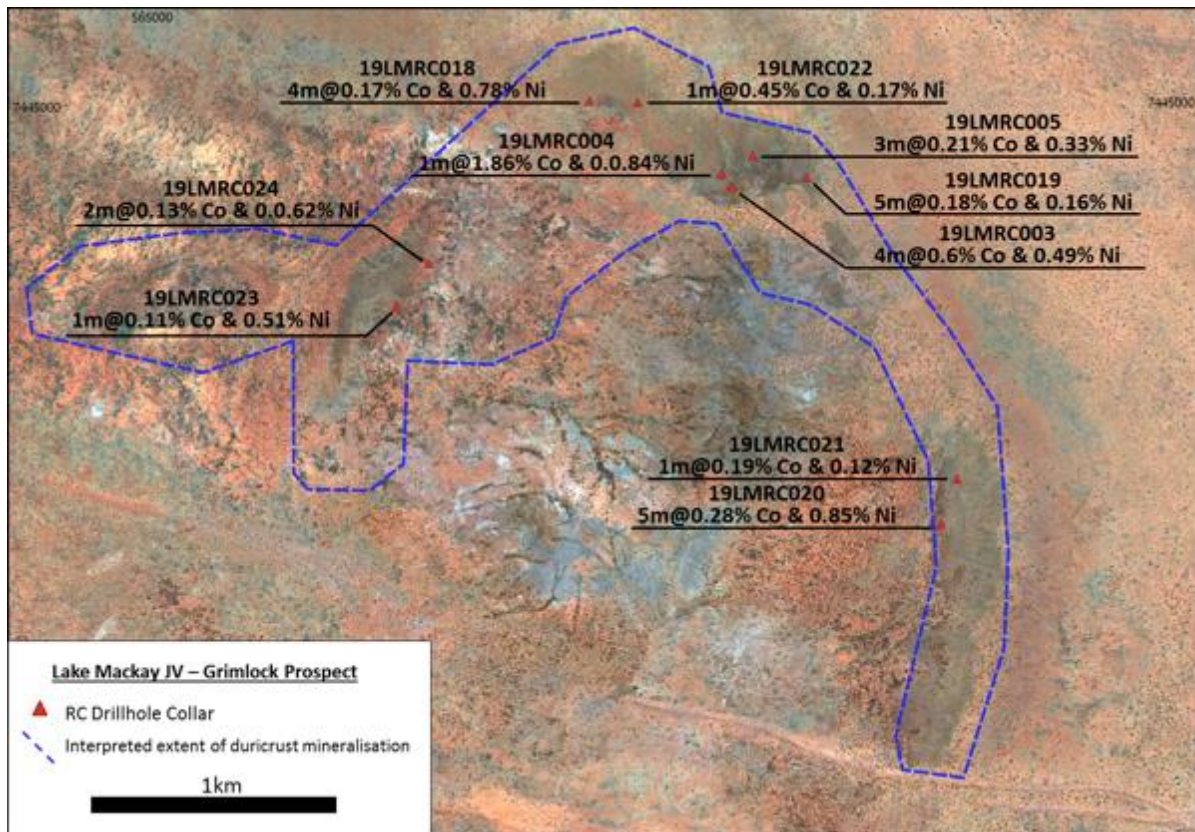 565000
7445000
7445000
19LMRC018
4m@0.17% Co & 0.78% Ni
19LMRC022
1m@0.45% Co & 0.17% Ni
19LMRC004
1m@1.86% Co & 0.0.84% Ni
19LMRC005
3m@0.21% Co & 0.33% Ni
19LMRC024
2m@0.13% Co & 0.0.62% Ni
19LMRC019
5m@0.18% Co & 0.16% Ni
19LMRC003
4m@0.6% Co & 0.49% Ni
19LMRC023
1m@0.11% Co & 0.51% Ni
19LMRC021
1m@0.19% Co & 0.12% Ni
19LMRC020
5m@0.28% Co & 0.85% Ni
Lake Mackay JV – Grimlock Prospect
RC Drillhole Collar
Interpreted extent of duricrust mineralisation
1km